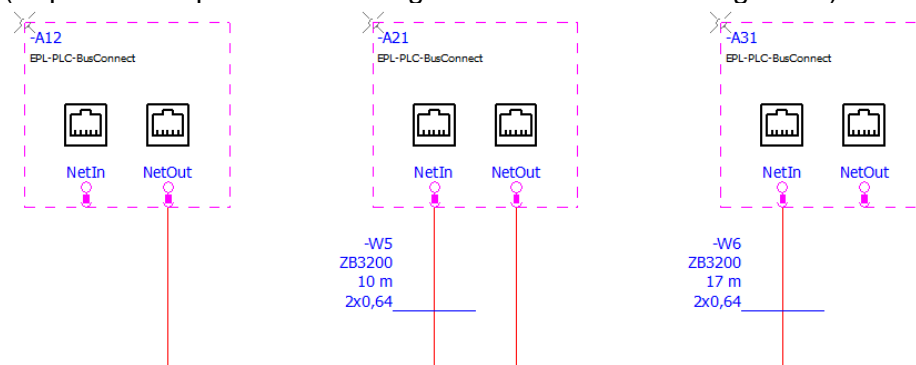 -A12
EPL-PLC-BusConnect
NetIn NetOut
-A21
EPL-PLC-BusConnect
NetIn NetOut
-W5
ZB3200
10 m
2x0,64
-A31
EPL-PLC-BusConnect
NetIn NetOut
-W6
ZB3200
17 m
2x0,64